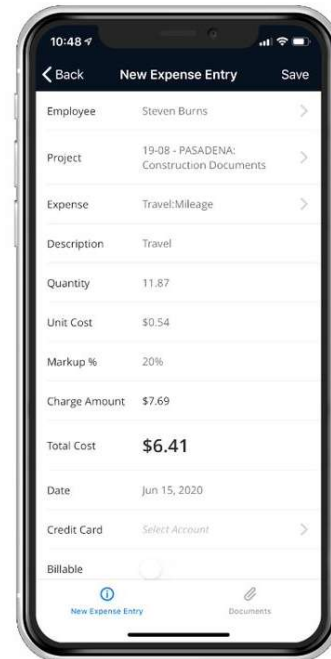 10:48
Back New Expense Entry Save
Employee Steven Burns
Project 19-08 - PASADENA:
Construction Documents
Expense Travel:Mileage
Description Travel
Quantity 11.87
Unit Cost $0.54
Markup % 20%
Charge Amount $7.69
Total Cost $6.41
Date Jun 15, 2020
Credit Card Select Account
Billable
New Expense Entry Documents